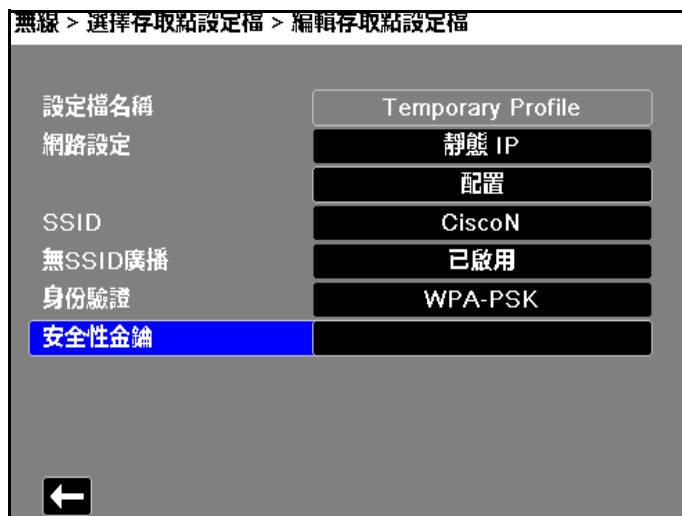 無線 > 選擇存取點設定檔 > 編輯存取點設定檔
設定檔名稱 Temporary Profile
網路設定 靜態 IP
配置
SSID CiscoN
無SSID廣播 已啟用
身份驗證 WPA-PSK
安全性金鑰